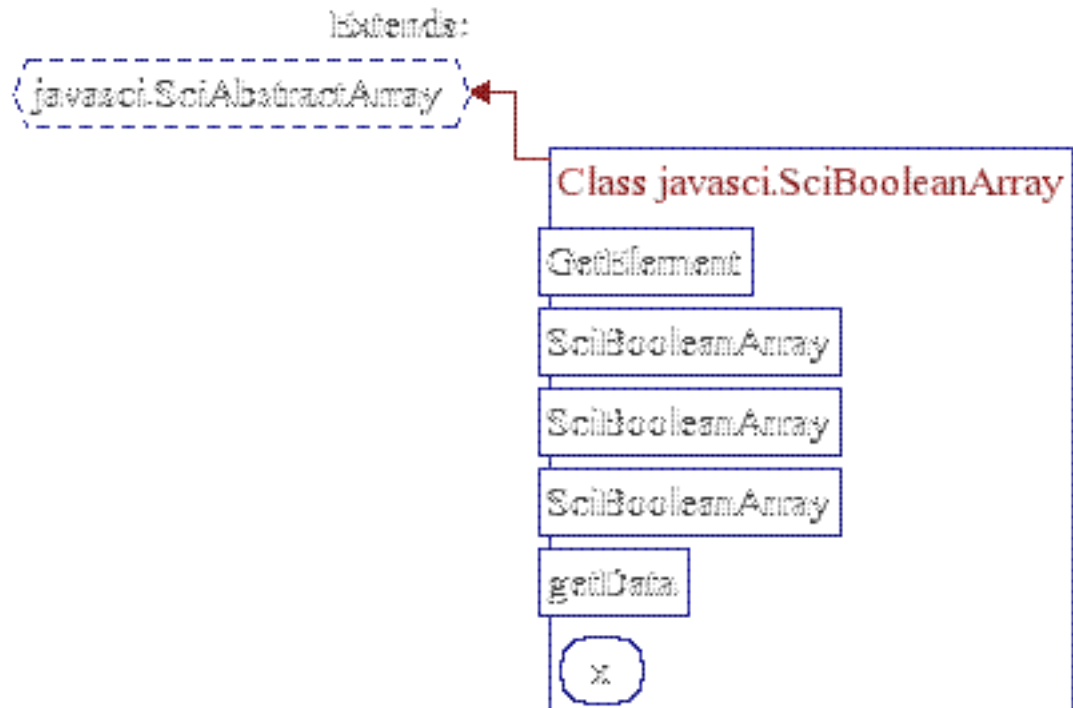 Extends:
javasci.SciAbstractArray
Class javasci.SciBooleanArray
GetElement
SciBooleanArray
SciBooleanArray
SciBooleanArray
getData
x